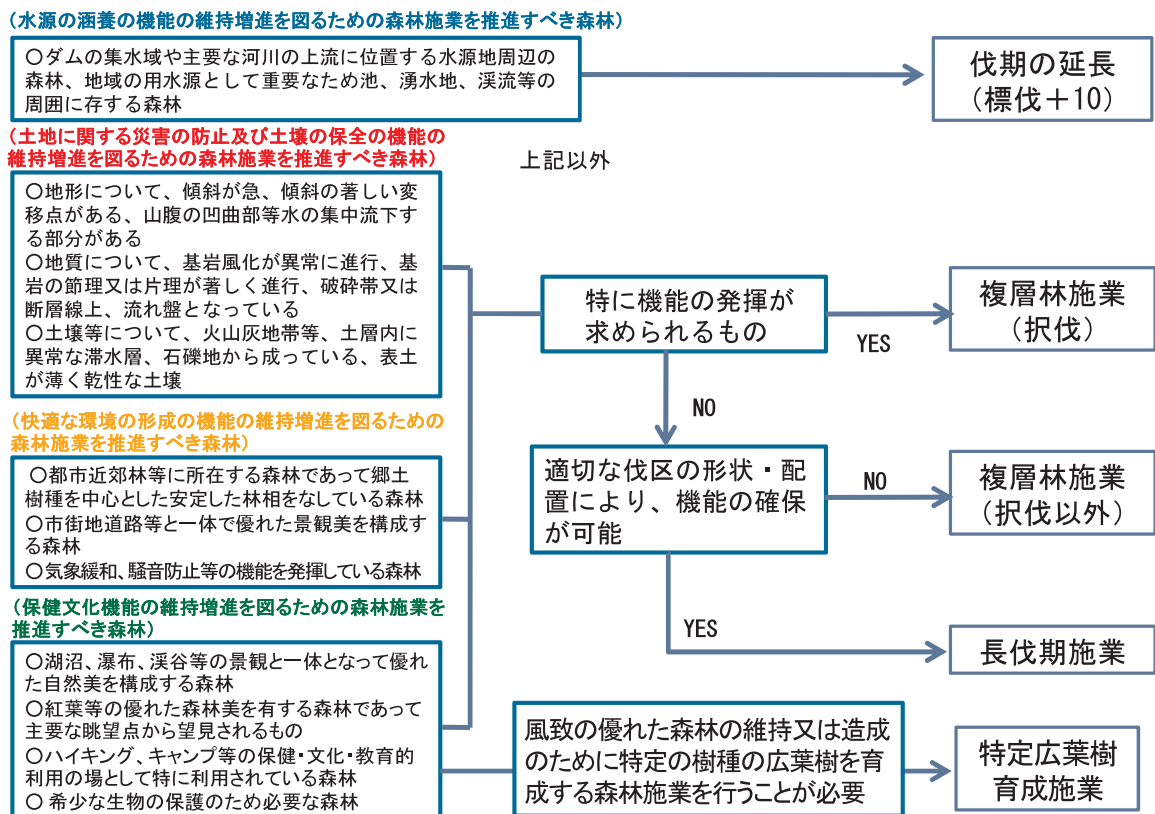 (水源の涵養の機能の維持増進を図るための森林施業を推進すべき森林)
○ダムの集水域や主要な河川の上流に位置する水源地周辺の
森林、地域の用水源として重要なため池、湧水地、渓流等の
周囲に存する森林
伐期の延長
(標伐＋10)
(土地に関する災害の防止及び土壌の保全の機能の
維持増進を図るための森林施業を推進すべき森林)
上記以外
○地形について、傾斜が急、傾斜の著しい変
移点がある、山腹の凹曲部等水の集中流下す
る部分がある
○地質について、基岩風化が異常に進行、基
岩の節理又は片理が著しく進行、破砕帯又は
断層線上、流れ盤となっている
○土壌等について、火山灰地帯等、土層内に
異常な滞水層、石礫地から成っている、表土
が薄く乾性な土壌
特に機能の発揮が
求められるもの
YES
複層林施業
(択伐)
NO
(快適な環境の形成の機能の維持増進を図るための
森林施業を推進すべき森林)
○都市近郊林等に所在する森林であって郷土
樹種を中心とした安定した林相をなしている森林
○市街地道路等と一体で優れた景観美を構成す
る森林
○気象緩和、騒音防止等の機能を発揮している森林
適切な伐区の形状・配
置により、機能の確保
が可能
NO
複層林施業
(択伐以外)
YES
長伐期施業
(保健文化機能の維持増進を図るための森林施業を
推進すべき森林)
○湖沼、瀑布、渓谷等の景観と一体となって優れ
た自然美を構成する森林
○紅葉等の優れた森林美を有する森林であって
主要な眺望点から望見されるもの
○ハイキング、キャンプ等の保健・文化・教育的
利用の場として特に利用されている森林
○ 希少な生物の保護のため必要な森林
風致の優れた森林の維持又は造成
のために特定の樹種の広葉樹を育
成する森林施業を行うことが必要
特定広葉樹
育成施業